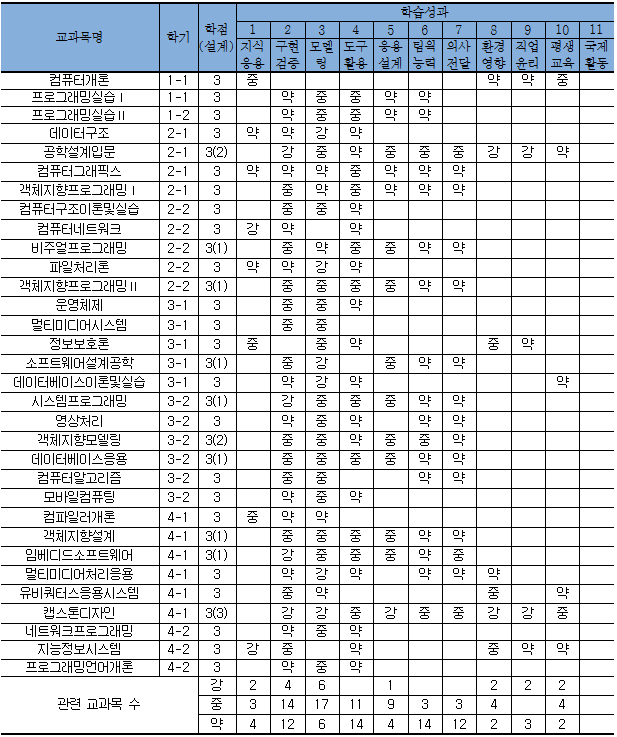 교과목명 학기 학점(설계) 학습성과
1 2 3 4 5 6 7 8 9 10 11
지식응용 구현검증 모델링 도구활용 응용설계 팀웍능력 의사전달 환경영향 직업윤리 평생교육 국제활동
컴퓨터개론 1-1 3 중 약 약 중
프로그래밍실습 I 1-1 3 약 중 중 약 약
프로그래밍실습 II 1-2 3 약 중 중 약 약
데이터구조 2-1 3 약 약 강 약
공학설계입문 2-1 3(2) 강 중 약 중 중 중 강 강 약
컴퓨터그래픽스 2-1 3 약 약 약 중 약 약 약
객체지향프로그래밍 I 2-1 3 중 약 중 약 약 약
컴퓨터구조이론및실습 2-2 3 중 중 약
컴퓨터네트워크 2-2 3 강 약 약
비주얼프로그래밍 2-2 3(1) 중 약 중 중 약 약
파일처리론 2-2 3 약 약 강 약
객체지향프로그래밍 II 2-2 3(1) 중 중 중 중 약 약
운영체제 3-1 3 중 중 약
멀티미디어시스템 3-1 3 중 중
정보보호론 3-1 3 중 중 약 중 약
소프트웨어설계공학 3-1 3(1) 중 강 중 약 약
데이터베이스이론및실습 3-1 3 약 강 약 약
시스템프로그래밍 3-2 3(1) 강 중 중 중 약 약
영상처리 3-2 3 약 중 약 약 약
객체지향모델링 3-2 3(2) 중 중 약 중 중 약
데이터베이스응용 3-2 3(1) 중 중 중 중 약 약
컴퓨터알고리즘 3-2 3 중 중 약 약
모바일컴퓨팅 3-2 3 약 중 약
컴파일러개론 4-1 3 중 약 약
객체지향설계 4-1 3(1) 중 중 중 중 약 약
임베디드소프트웨어 4-1 3(1) 강 중 중 중 약 중
멀티미디어처리응용 4-1 3 약 강 약 약 약 약
유비쿼터스응용시스템 4-1 3 중 약 중 약
캡스톤디자인 4-1 3(3) 강 강 중 강 중 중 강 강 중
네트워크프로그래밍 4-2 3 약 중 약
지능정보시스템 4-2 3 강 중 약 중 약 약
프로그래밍언어개론 4-2 3 약 중 약
관련 교과목 수 강 2 4 6 1 2 2 2
중 3 14 17 11 9 3 3 4 4
약 4 12 6 14 4 14 12 2 3 2